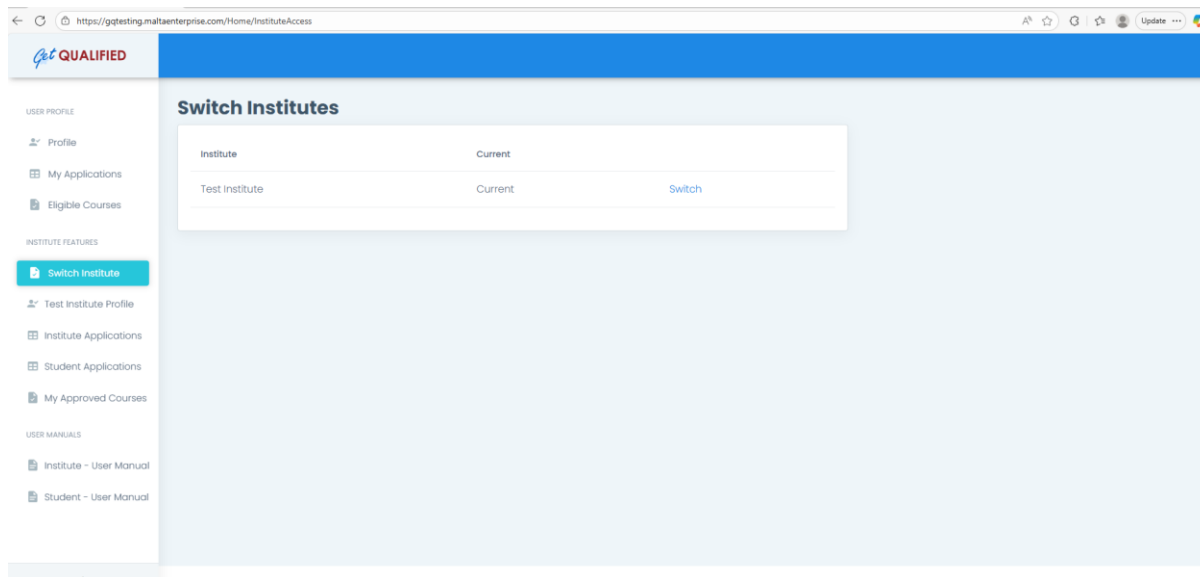 https://gqtesting.maltaenterprise.com/Home/InstituteAccess
Update
Get QUALIFIED
USER PROFILE
Profile
My Applications
Eligible Courses
INSTITUTE FEATURES
Switch Institute
Test Institute Profile
Institute Applications
Student Applications
My Approved Courses
USER MANUALS
Institute - User Manual
Student - User Manual
Switch Institutes
Institute Current
Test Institute Current Switch